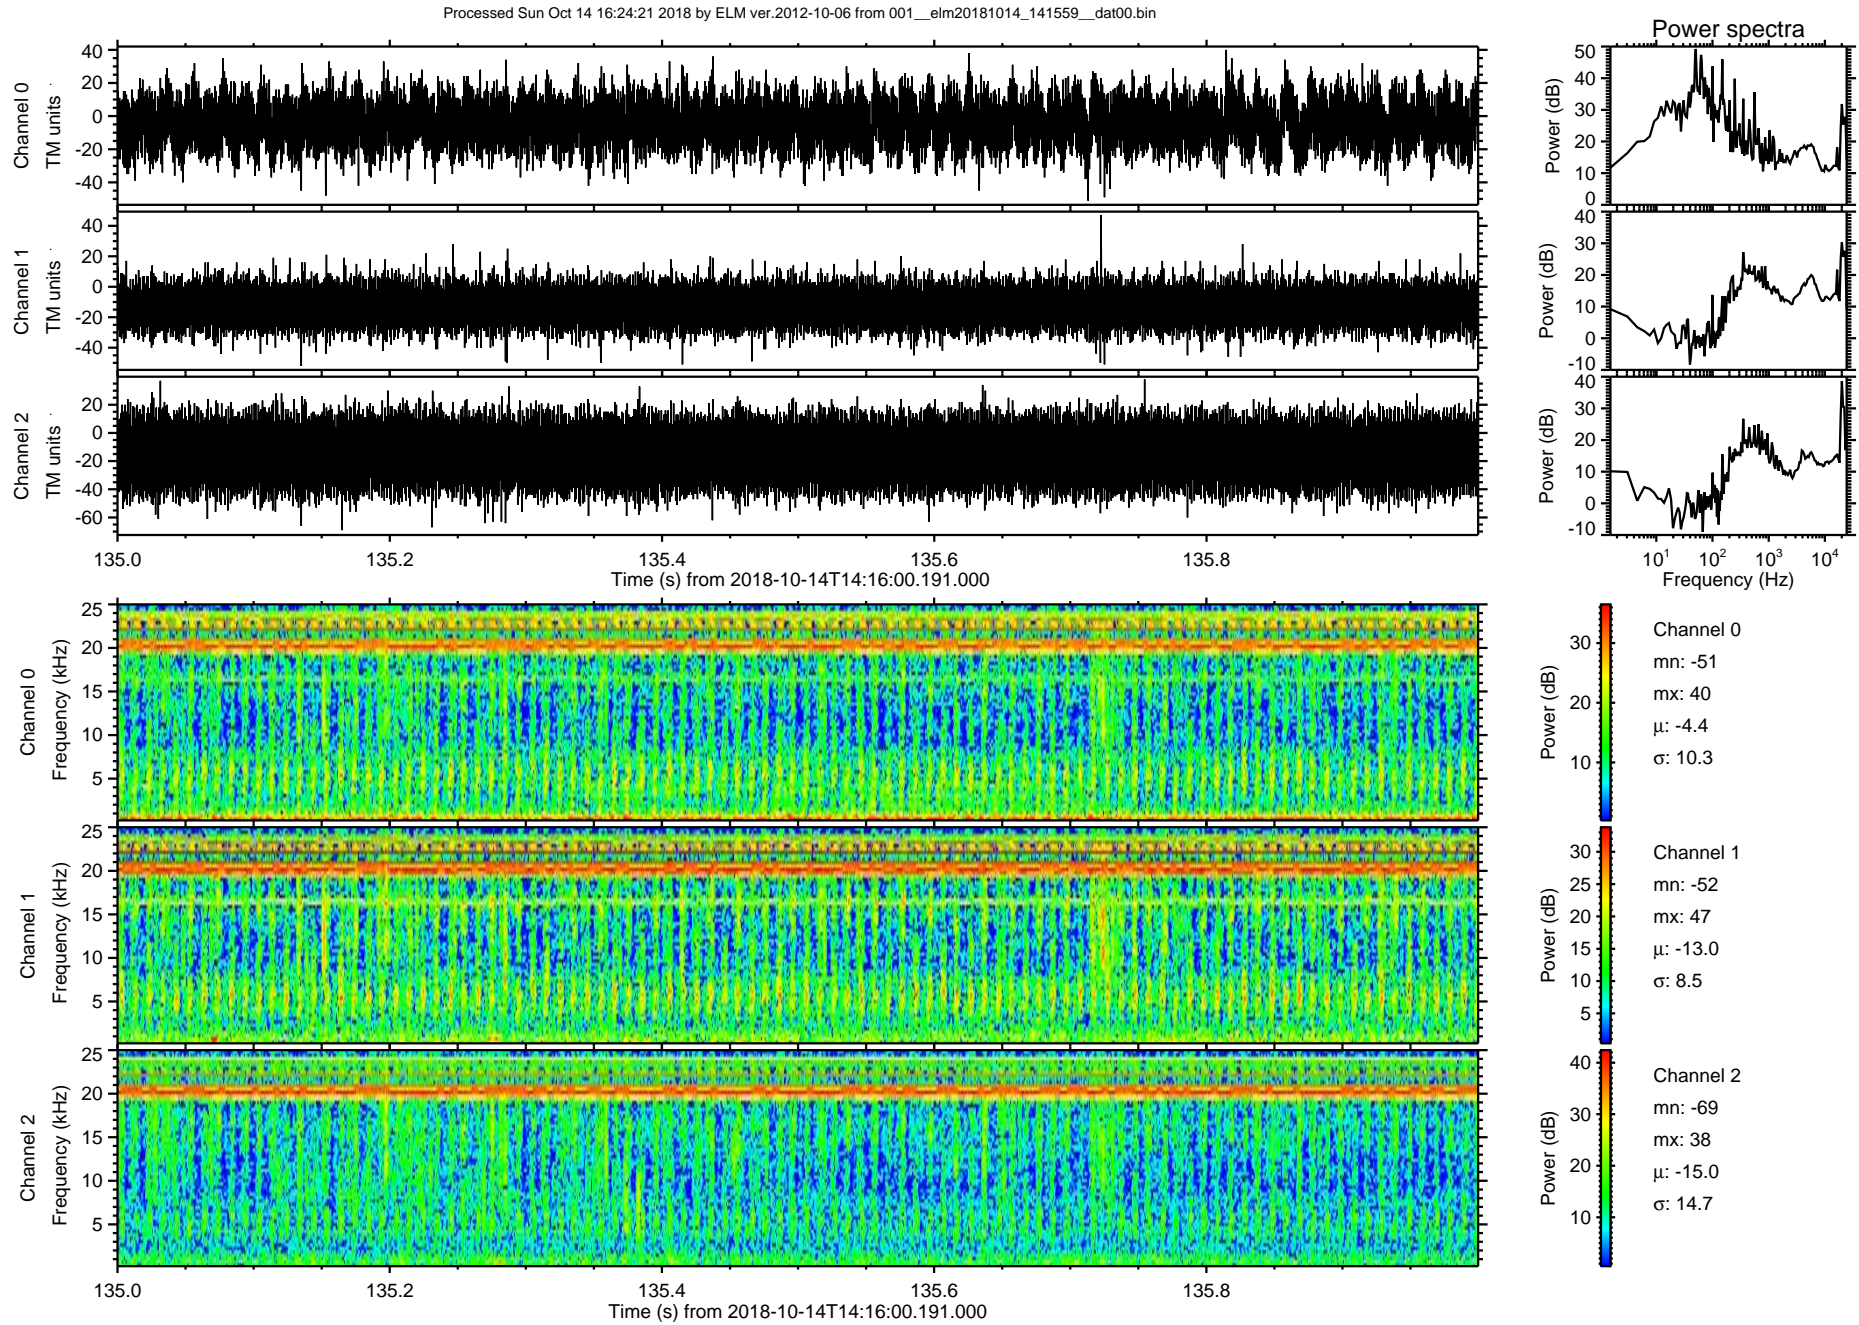 Processed Sun Oct 14 16:24:21 2018 by ELM ver.2012-10-06 from 001__elm20181014_141559__dat00.bin
Power spectra
Channel 0
TM units
40
20
0
-20
-40
Power (dB)
50
40
30
20
10
0
Channel 1
TM units
40
20
0
-20
-40
Power (dB)
40
30
20
10
0
-10
Channel 2
TM units
20
0
-20
-40
-60
Power (dB)
40
30
20
10
0
-10
135.0 135.2 135.4 135.6 135.8
Time (s) from 2018-10-14T14:16:00.191.000
10^1 10^2 10^3 10^4
Frequency (Hz)
Channel 0
Frequency (kHz)
25
20
15
10
5
Power (dB)
30
20
10
Channel 0
mn: -51
mx: 40
µ: -4.4
σ: 10.3
Channel 1
Frequency (kHz)
25
20
15
10
5
Power (dB)
30
25
20
15
10
5
Channel 1
mn: -52
mx: 47
µ: -13.0
σ: 8.5
Channel 2
Frequency (kHz)
25
20
15
10
5
Power (dB)
40
30
20
10
Channel 2
mn: -69
mx: 38
µ: -15.0
σ: 14.7
135.0 135.2 135.4 135.6 135.8
Time (s) from 2018-10-14T14:16:00.191.000